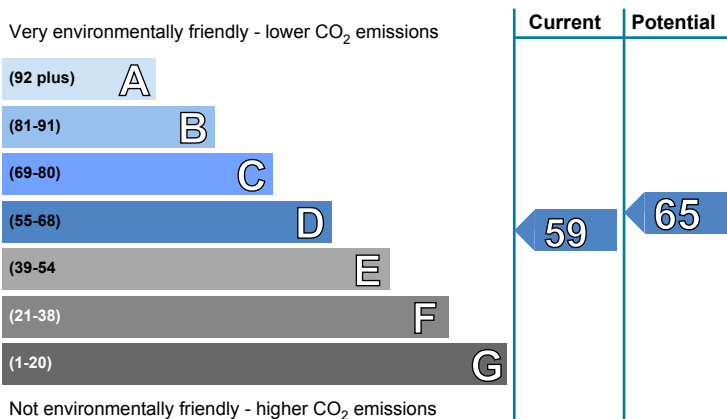 Very environmentally friendly - lower CO2 emissions
Current
Potential
(92 plus) A
(81-91) B
(69-80) C
(55-68) D
(39-54 E
(21-38) F
(1-20) G
59
65
Not environmentally friendly - higher CO2 emissions